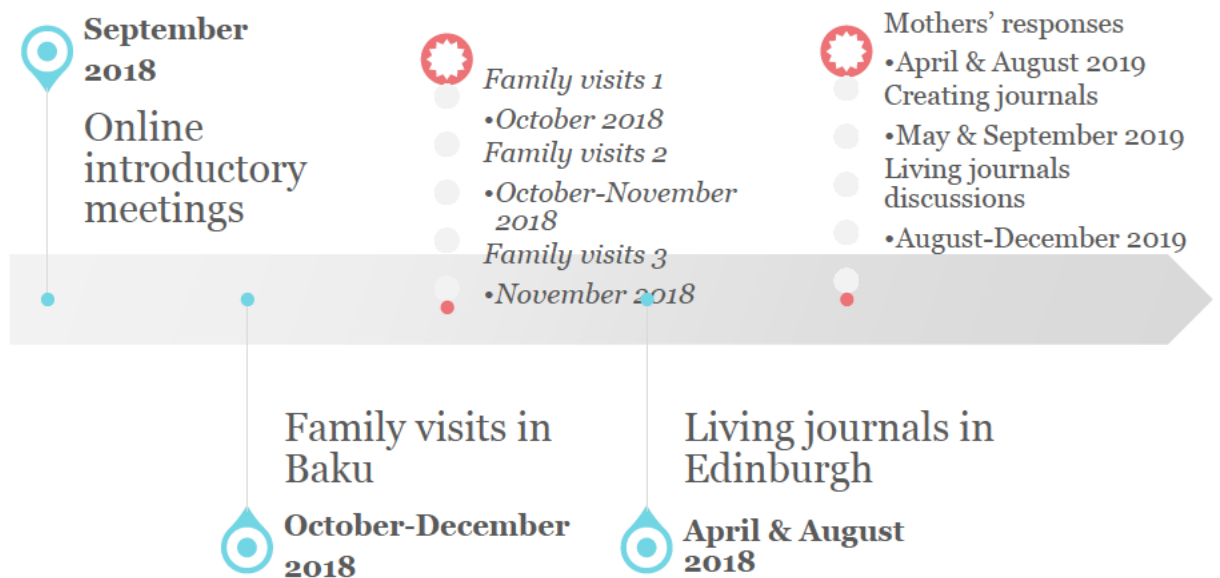 September
2018
Online
introductory
meetings
Family visits 1
•October 2018
Family visits 2
•October-November
2018
Family visits 3
•November 2018
Mothers’ responses
•April & August 2019
Creating journals
•May & September 2019
Living journals
discussions
•August-December 2019
Family visits in
Baku
October-December
2018
Living journals in
Edinburgh
April & August
2018